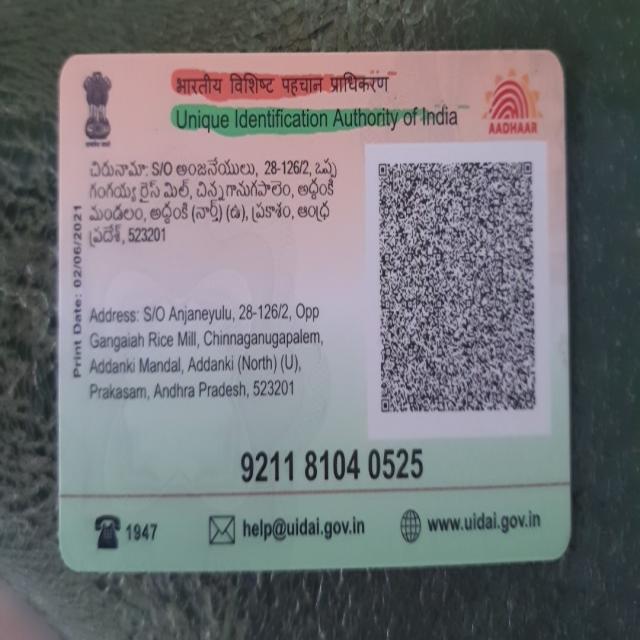 भारतीय विशिष्ट पहचान प्राधिकरण
Unique Identification Authority of India
AADHAAR
చిరునామా: S/O అంజనేయులు, 28-126/2, ఒప్ప
గంగయ్య రైస్ మిల్, చిన్నగానుగపాలెం, అద్దంకి
మండలం, అద్దంకి (నార్త్) (ఉ), ప్రకాశం, ఆంధ్ర
ప్రదేశ్, 523201
Print Date: 02/06/2021
Address: S/O Anjaneyulu, 28-126/2, Opp
Gangaiah Rice Mill, Chinnaganugapalem,
Addanki Mandal, Addanki (North) (U),
Prakasam, Andhra Pradesh, 523201
9211 8104 0525
1947
help@uidai.gov.in
www.uidai.gov.in